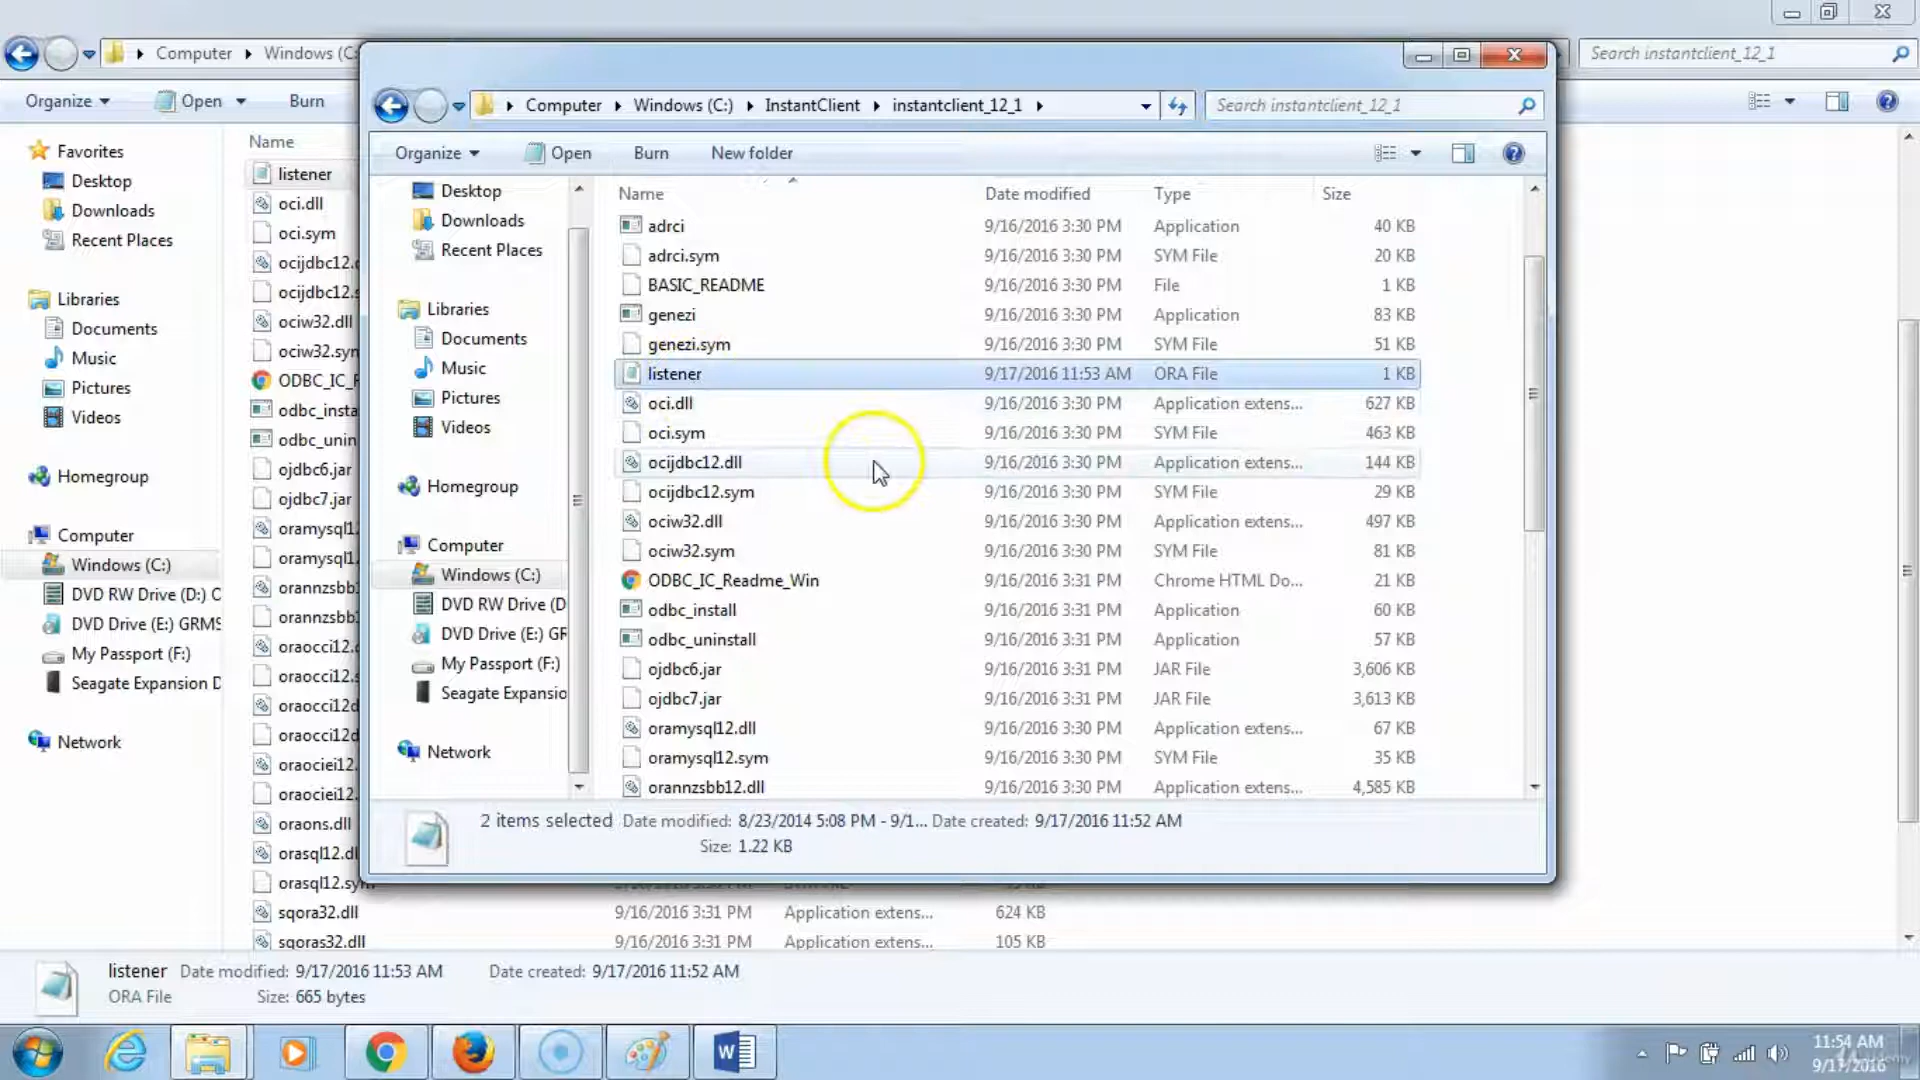 Computer
Windows (C:
Search instantclient_12_1
Organize
Open
Burn
Name
Favorites
Desktop
Downloads
Recent Places
Libraries
Documents
Music
Pictures
Videos
Homegroup
Computer
Windows (C:)
DVD RW Drive (D:) C
DVD Drive (E:) GRMS
My Passport (F:)
Seagate Expansion D
Network
listener
oci.dll
oci.sym
ocijdbc12.d
ocijdbc12.s
ociw32.dll
ociw32.sym
ODBC_IC_R
odbc_insta
odbc_unin
ojdbc6.jar
ojdbc7.jar
oramysql12
oramysql1
orannzsbb
orannzsbb1
oraocci12.d
oraocci12.s
oraocci12d
oraocci12d
oraociei12.
oraociei12.
oraons.dll
orasql12.dl
orasql12.sym
sqora32.dll 9/16/2016 3:31 PM Application extens... 624 KB
sqoras32.dll 9/16/2016 3:31 PM Application extens... 105 KB
Computer Windows (C:) InstantClient instantclient_12_1
Search instantclient_12_1
Organize Open Burn New folder
Desktop
Downloads
Recent Places
Libraries
Documents
Music
Pictures
Videos
Homegroup
Computer
Windows (C:)
DVD RW Drive (D
DVD Drive (E:) GR
My Passport (F:)
Seagate Expansio
Network
Name Date modified Type Size
adrci 9/16/2016 3:30 PM Application 40 KB
adrci.sym 9/16/2016 3:30 PM SYM File 20 KB
BASIC_README 9/16/2016 3:30 PM File 1 KB
genezi 9/16/2016 3:30 PM Application 83 KB
genezi.sym 9/16/2016 3:30 PM SYM File 51 KB
listener 9/17/2016 11:53 AM ORA File 1 KB
oci.dll 9/16/2016 3:30 PM Application extens... 627 KB
oci.sym 9/16/2016 3:30 PM SYM File 463 KB
ocijdbc12.dll 9/16/2016 3:30 PM Application extens... 144 KB
ocijdbc12.sym 9/16/2016 3:30 PM SYM File 29 KB
ociw32.dll 9/16/2016 3:30 PM Application extens... 497 KB
ociw32.sym 9/16/2016 3:30 PM SYM File 81 KB
ODBC_IC_Readme_Win 9/16/2016 3:31 PM Chrome HTML Do... 21 KB
odbc_install 9/16/2016 3:31 PM Application 60 KB
odbc_uninstall 9/16/2016 3:31 PM Application 57 KB
ojdbc6.jar 9/16/2016 3:31 PM JAR File 3,606 KB
ojdbc7.jar 9/16/2016 3:31 PM JAR File 3,613 KB
oramysql12.dll 9/16/2016 3:30 PM Application extens... 67 KB
oramysql12.sym 9/16/2016 3:30 PM SYM File 35 KB
orannzsbb12.dll 9/16/2016 3:30 PM Application extens... 4,585 KB
2 items selected Date modified: 8/23/2014 5:08 PM - 9/1... Date created: 9/17/2016 11:52 AM
Size: 1.22 KB
listener Date modified: 9/17/2016 11:53 AM Date created: 9/17/2016 11:52 AM
ORA File Size: 665 bytes
11:54 AM
9/17/2016